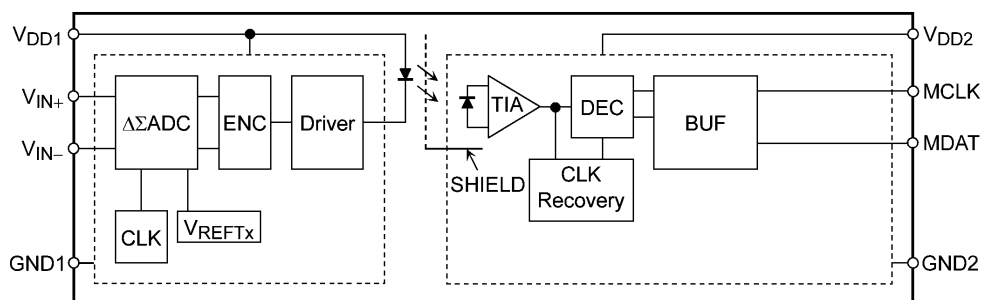 VDD1
VDD2
VIN+
MCLK
TIA
ΔΣADC
ENC
Driver
DEC
BUF
VIN−
MDAT
SHIELD
CLK
Recovery
CLK
VREFTx
GND1
GND2